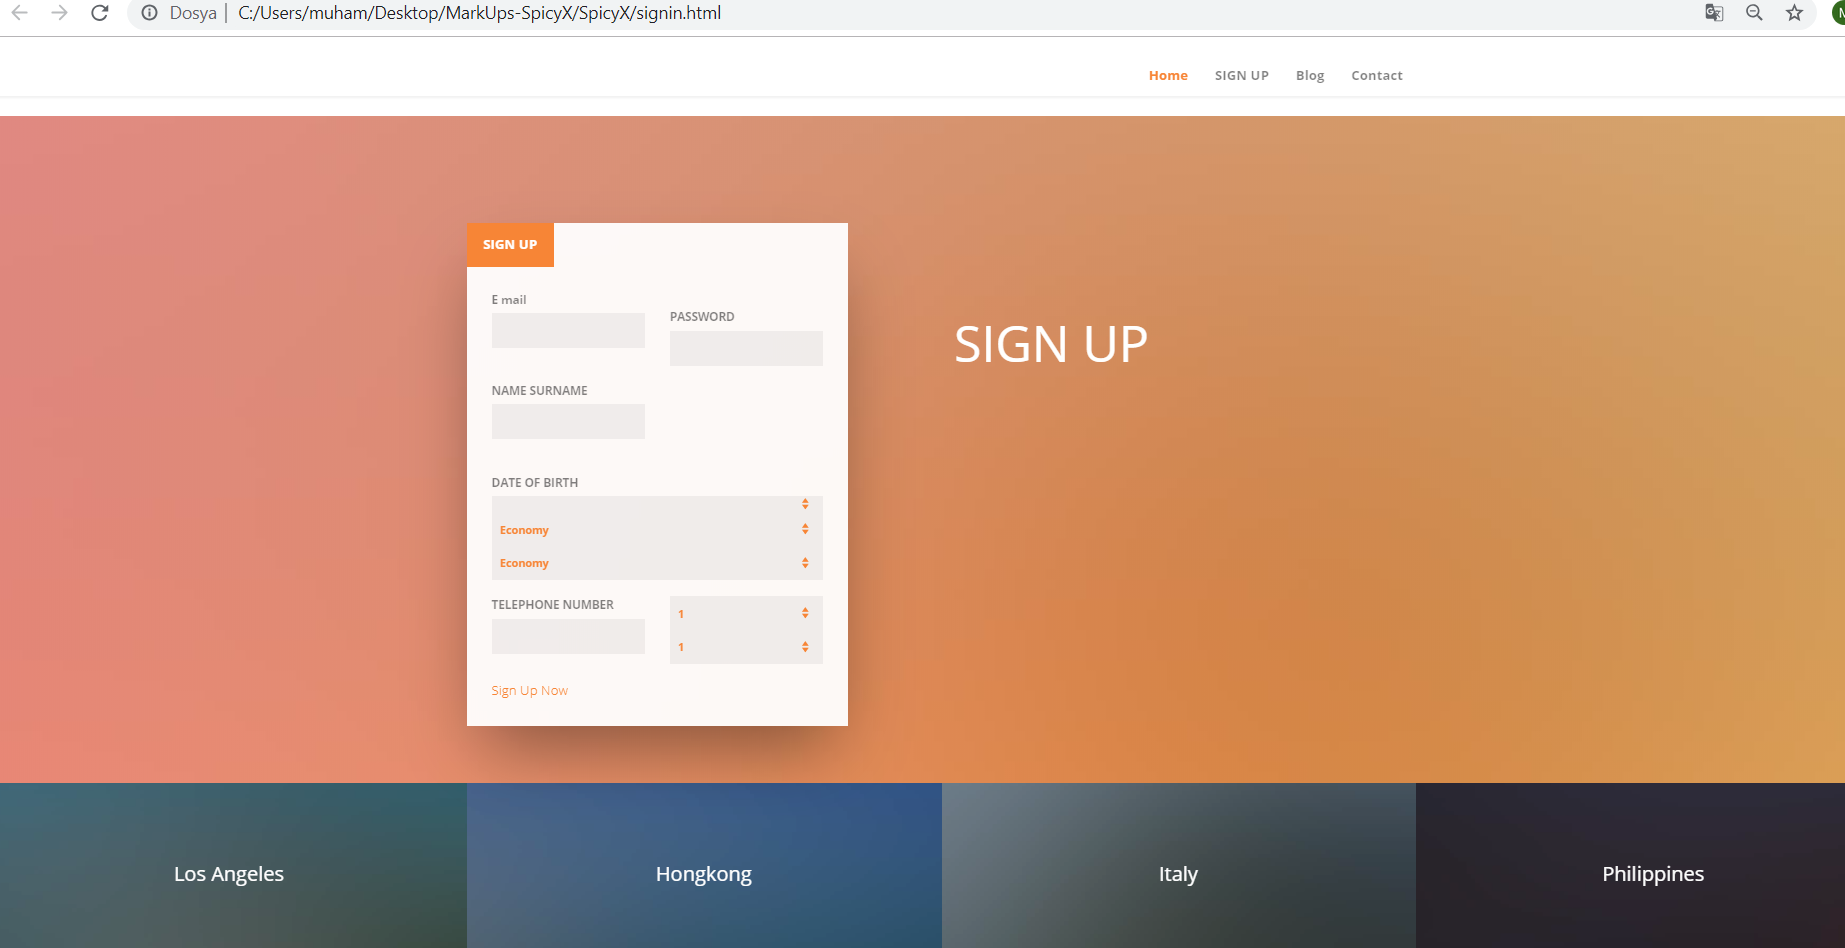 Dosya | C:/Users/muham/Desktop/MarkUps-SpicyX/SpicyX/signin.html
Home SIGN UP Blog Contact
SIGN UP
E mail
PASSWORD
NAME SURNAME
DATE OF BIRTH
Economy
Economy
TELEPHONE NUMBER
1
1
Sign Up Now
SIGN UP
Los Angeles
Hongkong
Italy
Philippines